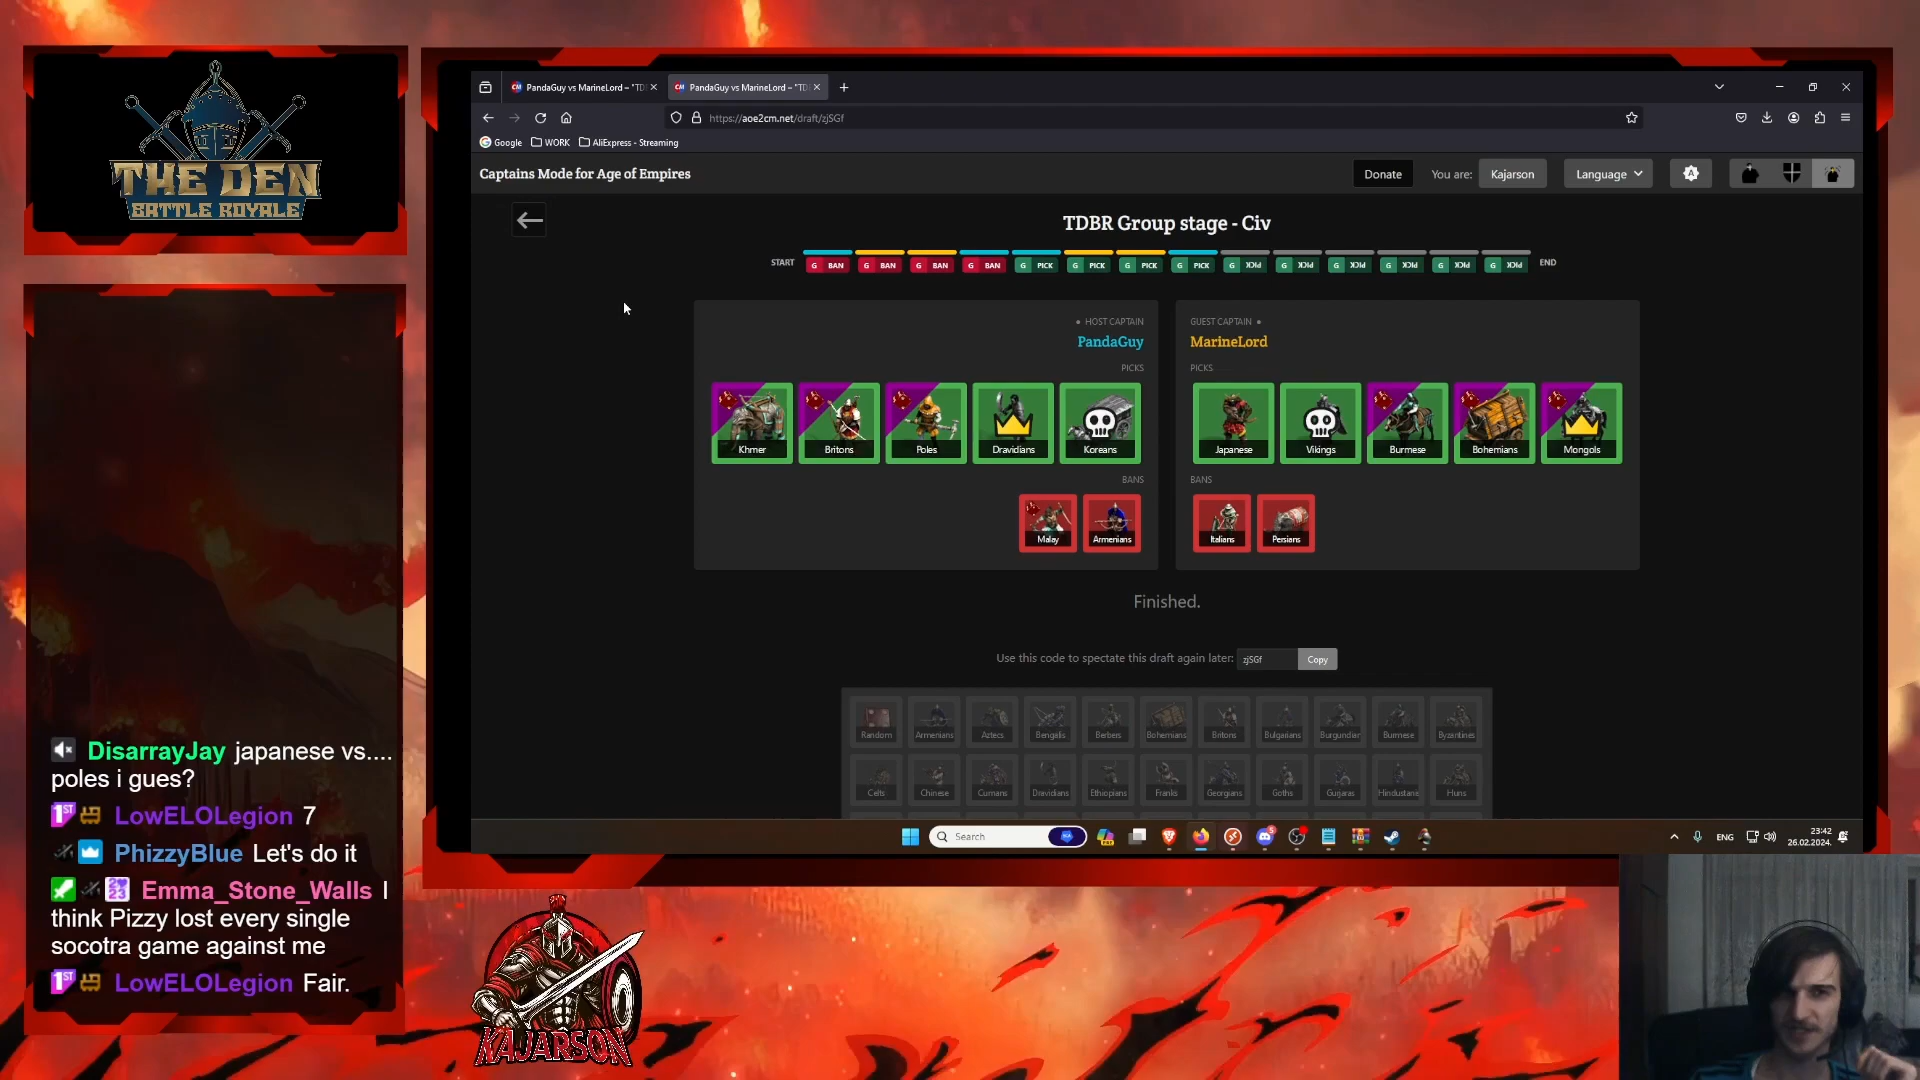 THE DEN
BATTLE ROYALE
PandaGuy vs MarineLord – "TD
PandaGuy vs MarineLord – "TD
https://aoe2cm.net/draft/zjSGf
Google
WORK
AliExpress - Streaming
Captains Mode for Age of Empires
Donate
You are:
Kajarson
Language
TDBR Group stage - Civ
START
G BAN
G BAN
G BAN
G BAN
G PICK
G PICK
G PICK
G PICK
G PICK
G PICK
G PICK
G PICK
G PICK
G PICK
END
HOST CAPTAIN
PandaGuy
PICKS
Khmer
Britons
Poles
Dravidians
Koreans
BANS
Malay
Armenians
GUEST CAPTAIN
MarineLord
PICKS
Japanese
Vikings
Burmese
Bohemians
Mongols
BANS
Italians
Persians
Finished.
Use this code to spectate this draft again later:
zjSGf
Copy
Random
Armenians
Aztecs
Bengalis
Berbers
Bohemians
Britons
Bulgarians
Burgundian
Burmese
Byzantines
Celts
Chinese
Cumans
Dravidians
Ethiopians
Franks
Georgians
Goths
Gurjaras
Hindustanis
Huns
DisarrayJay japanese vs....
poles i gues?
LowELOLegion 7
PhizzyBlue Let's do it
Emma_Stone_Walls I
think Pizzy lost every single
socotra game against me
LowELOLegion Fair.
Search
ENG
23:42
26.02.2024.
KAJARSON